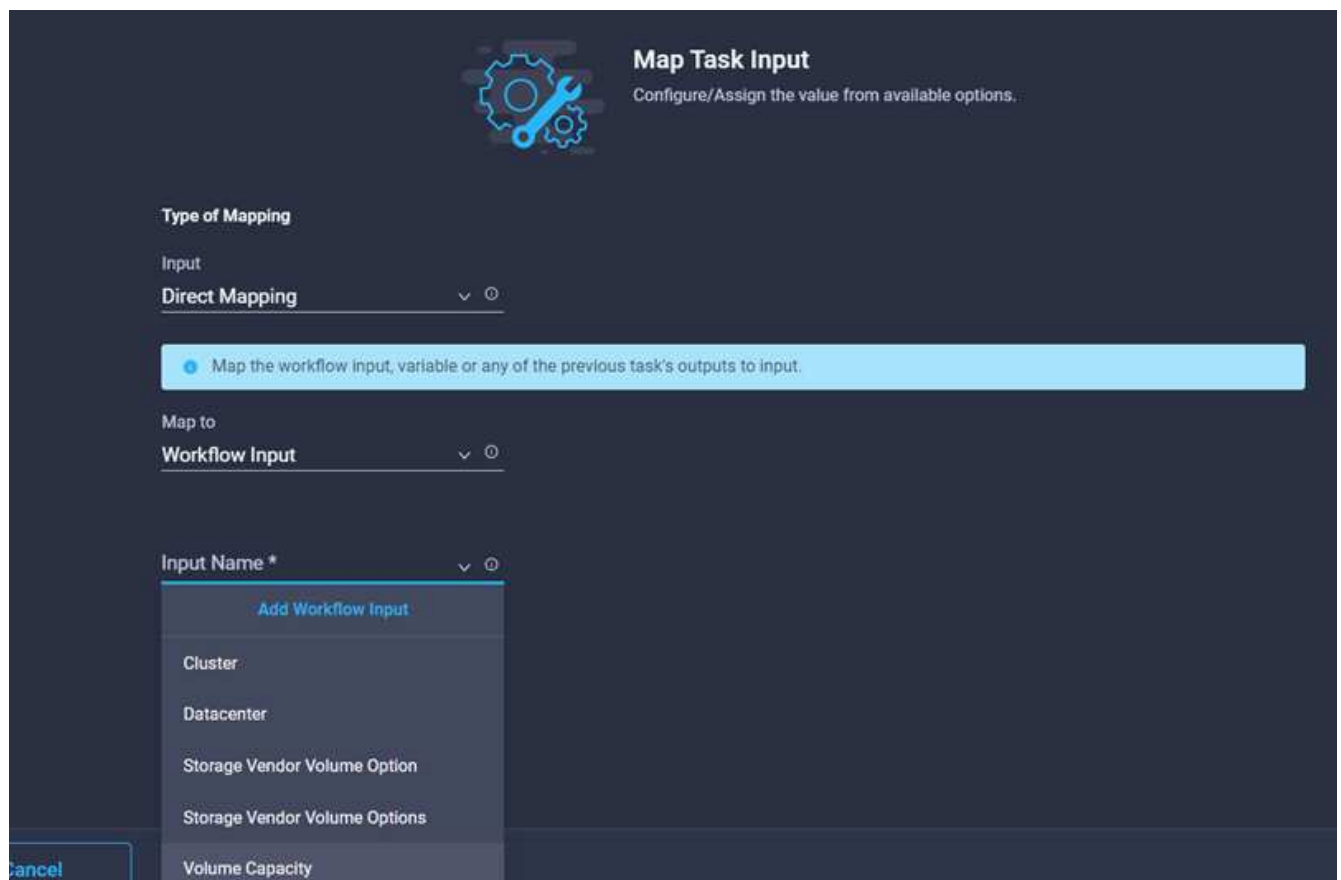 Map Task Input
Configure/Assign the value from available options.
Type of Mapping
Input
Direct Mapping
Map the workflow input, variable or any of the previous task's outputs to input.
Map to
Workflow Input
Input Name *
Add Workflow Input
Cluster
Datacenter
Storage Vendor Volume Option
Storage Vendor Volume Options
Volume Capacity
Cancel